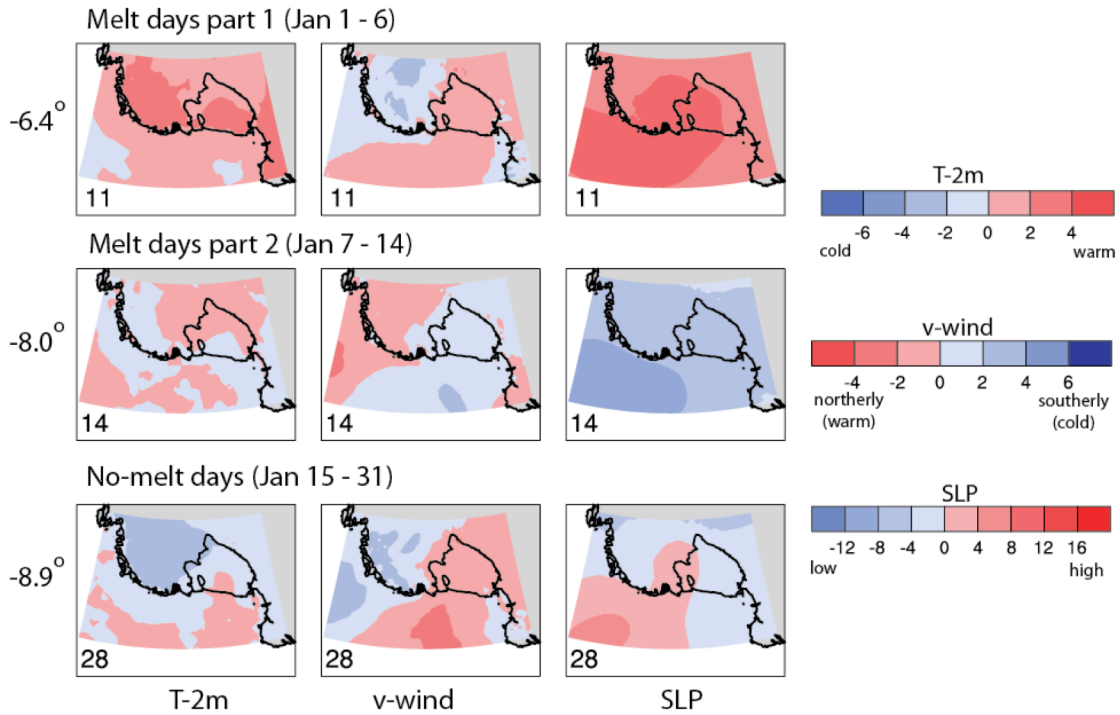 Melt days part 1 (Jan 1 - 6)
-6.4°
11
11
11
T-2m
-6 -4 -2 0 2 4
cold warm
Melt days part 2 (Jan 7 - 14)
-8.0°
14
14
14
v-wind
-4 -2 0 2 4 6
northerly southerly
(warm) (cold)
No-melt days (Jan 15 - 31)
-8.9°
28
28
28
SLP
-12 -8 -4 0 4 8 12 16
low high
T-2m v-wind SLP